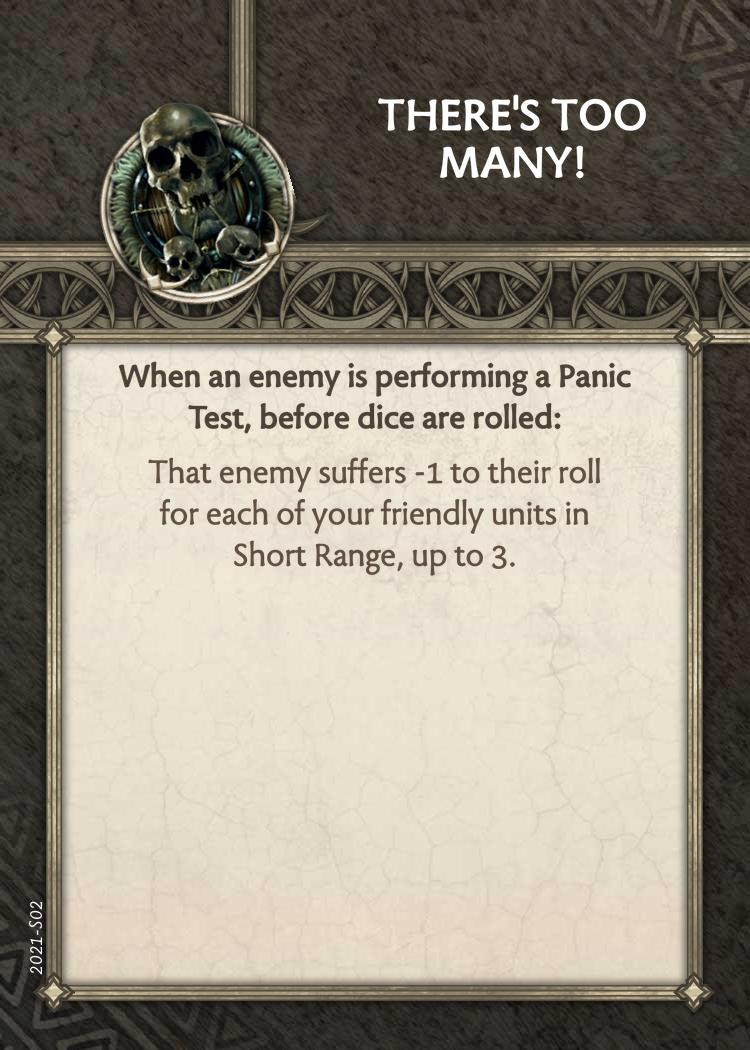 THERE'S TOO
MANY!
When an enemy is performing a Panic
Test, before dice are rolled:
That enemy suffers -1 to their roll
for each of your friendly units in
Short Range, up to 3.
2021-S02